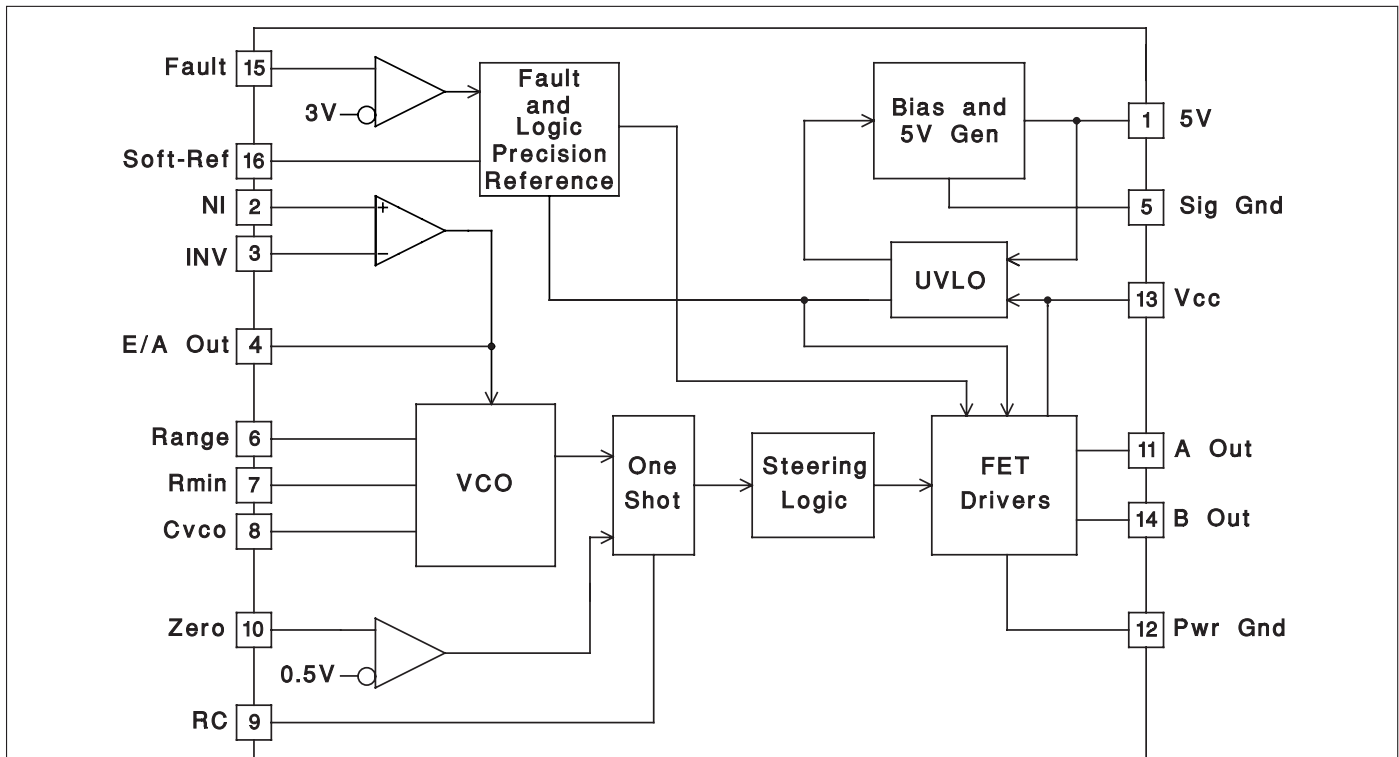 Fault 15
3V
Fault
and
Logic
Precision
Reference
Bias and
5V Gen
1 5V
Soft-Ref 16
NI 2
+
5 Sig Gnd
INV 3
−
UVLO
13 Vcc
E/A Out 4
Range 6
Rmin 7
Cvco 8
VCO
One
Shot
Steering
Logic
FET
Drivers
11 A Out
14 B Out
Zero 10
0.5V
12 Pwr Gnd
RC 9